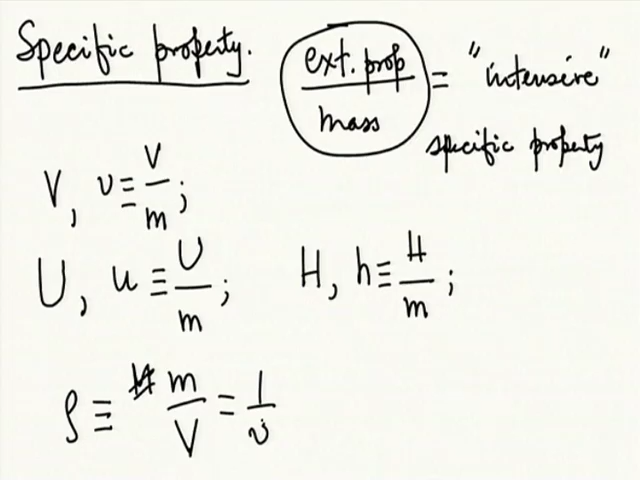 Specific property.
ext. prop / mass = "intensive"
specific property
V, v ≡ V/m ;
U, u ≡ U/m ; H, h ≡ H/m ;
ρ ≡ m/V = 1/v